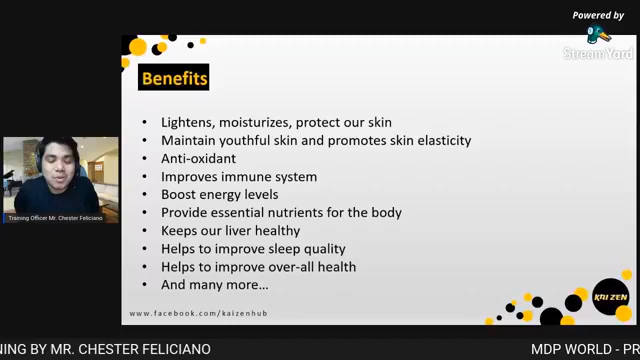 Powered by
StreamYard
Benefits
• Lightens, moisturizes, protect our skin
• Maintain youthful skin and promotes skin elasticity
• Anti-oxidant
• Improves immune system
• Boost energy levels
• Provide essential nutrients for the body
• Keeps our liver healthy
• Helps to improve sleep quality
• Helps to improve over-all health
• And many more...
Training Officer Mr. Chester Feliciano
KAIZEN
www.facebook.com/kaizenhub
NING BY MR. CHESTER FELICIANO
MDP WORLD - PR